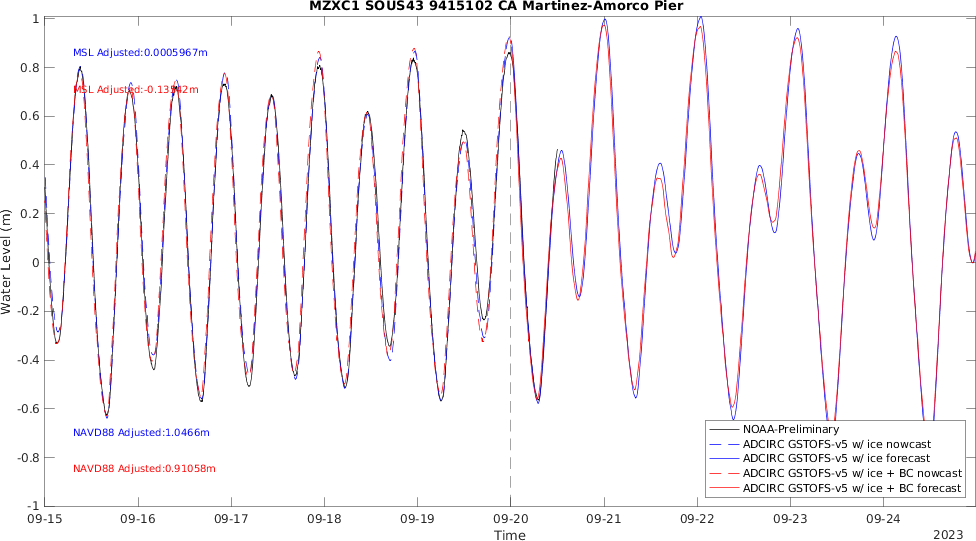 MZXC1 SOUS43 9415102 CA Martinez-Amorco Pier
1
0.8
0.6
0.4
0.2
0
-0.2
-0.4
-0.6
-0.8
-1
Water Level (m)
MSL Adjusted:0.0005967m
MSL Adjusted:-0.13542m
NAVD88 Adjusted:1.0466m
NAVD88 Adjusted:0.91058m
NOAA-Preliminary
ADCIRC GSTOFS-v5 w/ ice nowcast
ADCIRC GSTOFS-v5 w/ ice forecast
ADCIRC GSTOFS-v5 w/ ice + BC nowcast
ADCIRC GSTOFS-v5 w/ ice + BC forecast
09-15 09-16 09-17 09-18 09-19 09-20 09-21 09-22 09-23 09-24
Time
2023